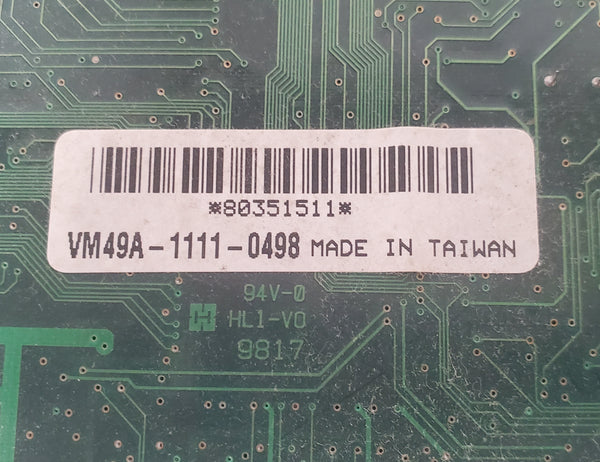 *80351511*
VM49A-1111-0498 MADE IN TAIWAN
94V-0
HL1-V0
9817